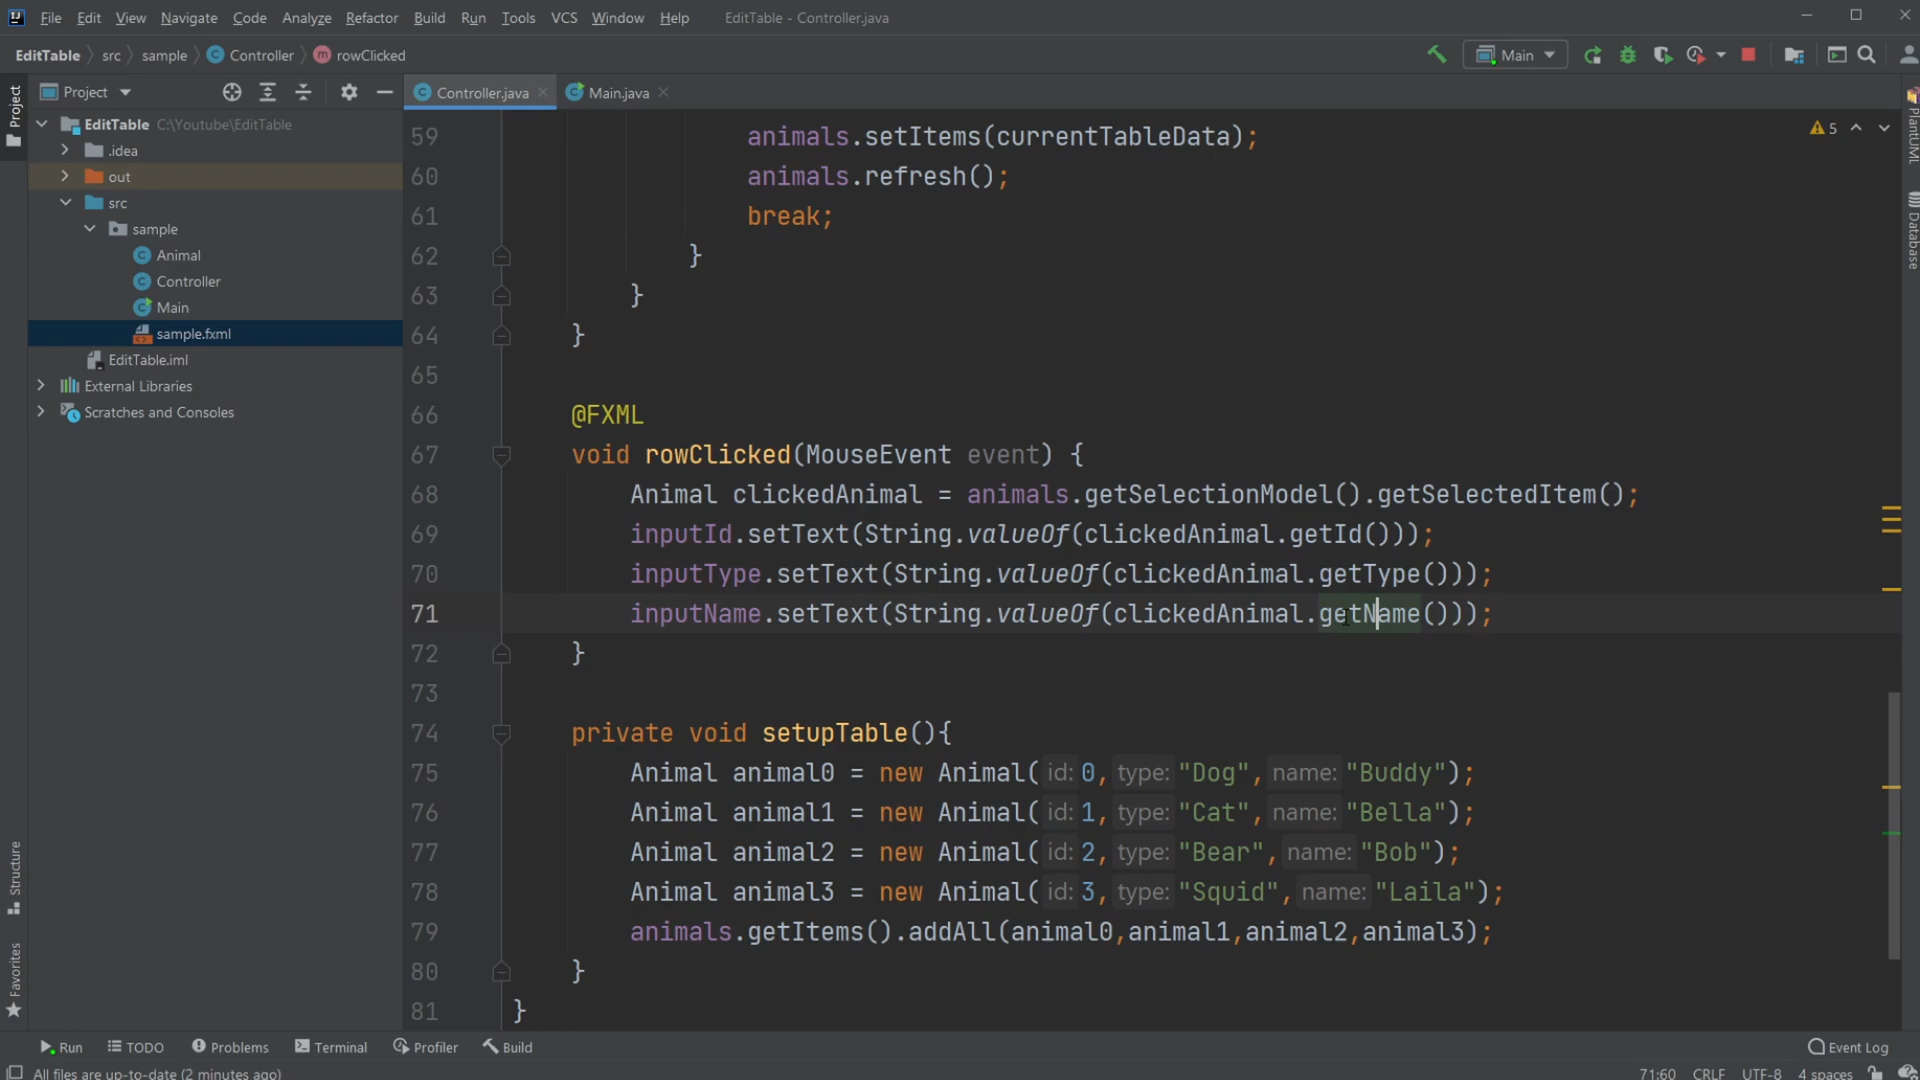 File Edit View Navigate Code Analyze Refactor Build Run Tools VCS Window Help EditTable - Controller.java
EditTable src sample Controller rowClicked Main
Project Controller.java Main.java
Project
EditTable C:\Youtube\EditTable
.idea
out
src
sample
Animal
Controller
Main
sample.fxml
EditTable.iml
External Libraries
Scratches and Consoles
Structure
Favorites
59 animals.setItems(currentTableData);
60 animals.refresh();
61 break;
62 }
63 }
64 }
65
66 @FXML
67 void rowClicked(MouseEvent event) {
68 Animal clickedAnimal = animals.getSelectionModel().getSelectedItem();
69 inputId.setText(String.valueOf(clickedAnimal.getId()));
70 inputType.setText(String.valueOf(clickedAnimal.getType()));
71 inputName.setText(String.valueOf(clickedAnimal.getName()));
72 }
73
74 private void setupTable(){
75 Animal animal0 = new Animal( id: 0, type: "Dog", name: "Buddy");
76 Animal animal1 = new Animal( id: 1, type: "Cat", name: "Bella");
77 Animal animal2 = new Animal( id: 2, type: "Bear", name: "Bob");
78 Animal animal3 = new Animal( id: 3, type: "Squid", name: "Laila");
79 animals.getItems().addAll(animal0,animal1,animal2,animal3);
80 }
81 }
5
PlantUML
Database
Run TODO Problems Terminal Profiler Build Event Log
All files are up-to-date (2 minutes ago) 71:60 CRLF UTF-8 4 spaces